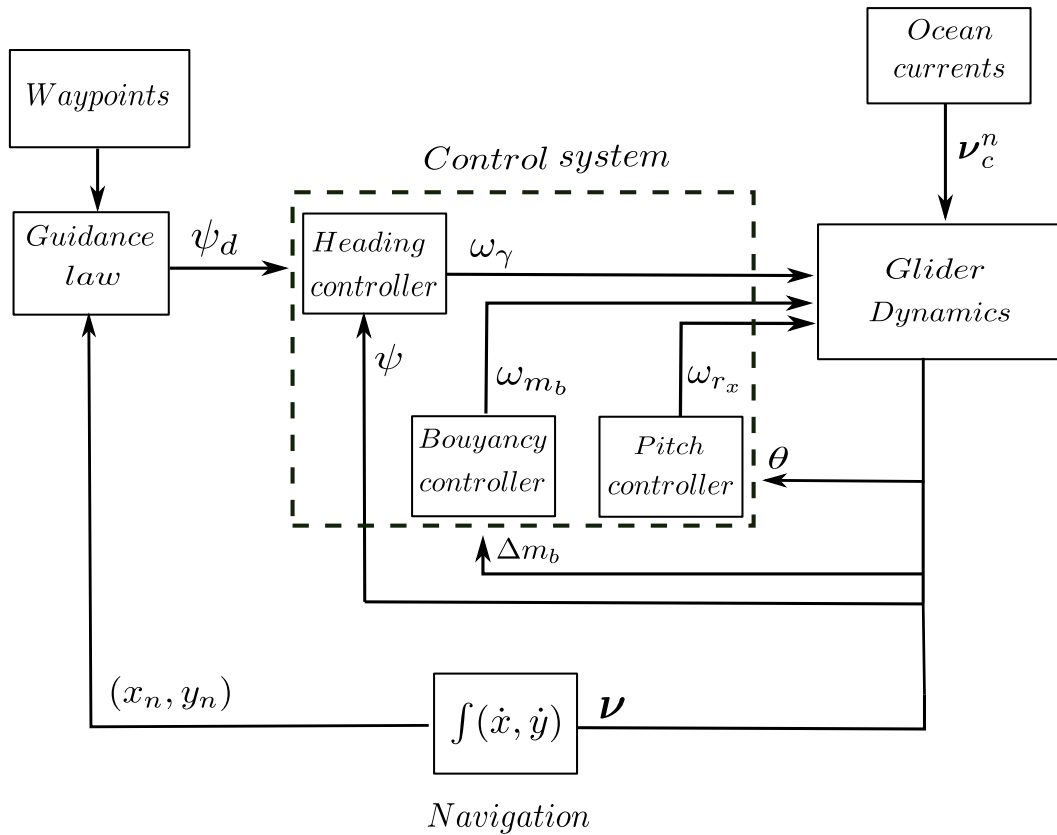 Ocean
currents
Waypoints
ν_c^n
Control system
Guidance
law
ψ_d
Heading
controller
ω_γ
Glider
Dynamics
ψ
ω_{m_b}
ω_{r_x}
Bouyancy
controller
Pitch
controller
θ
Δm_b
(x_n, y_n)
∫(ẋ, ẏ)
ν
Navigation